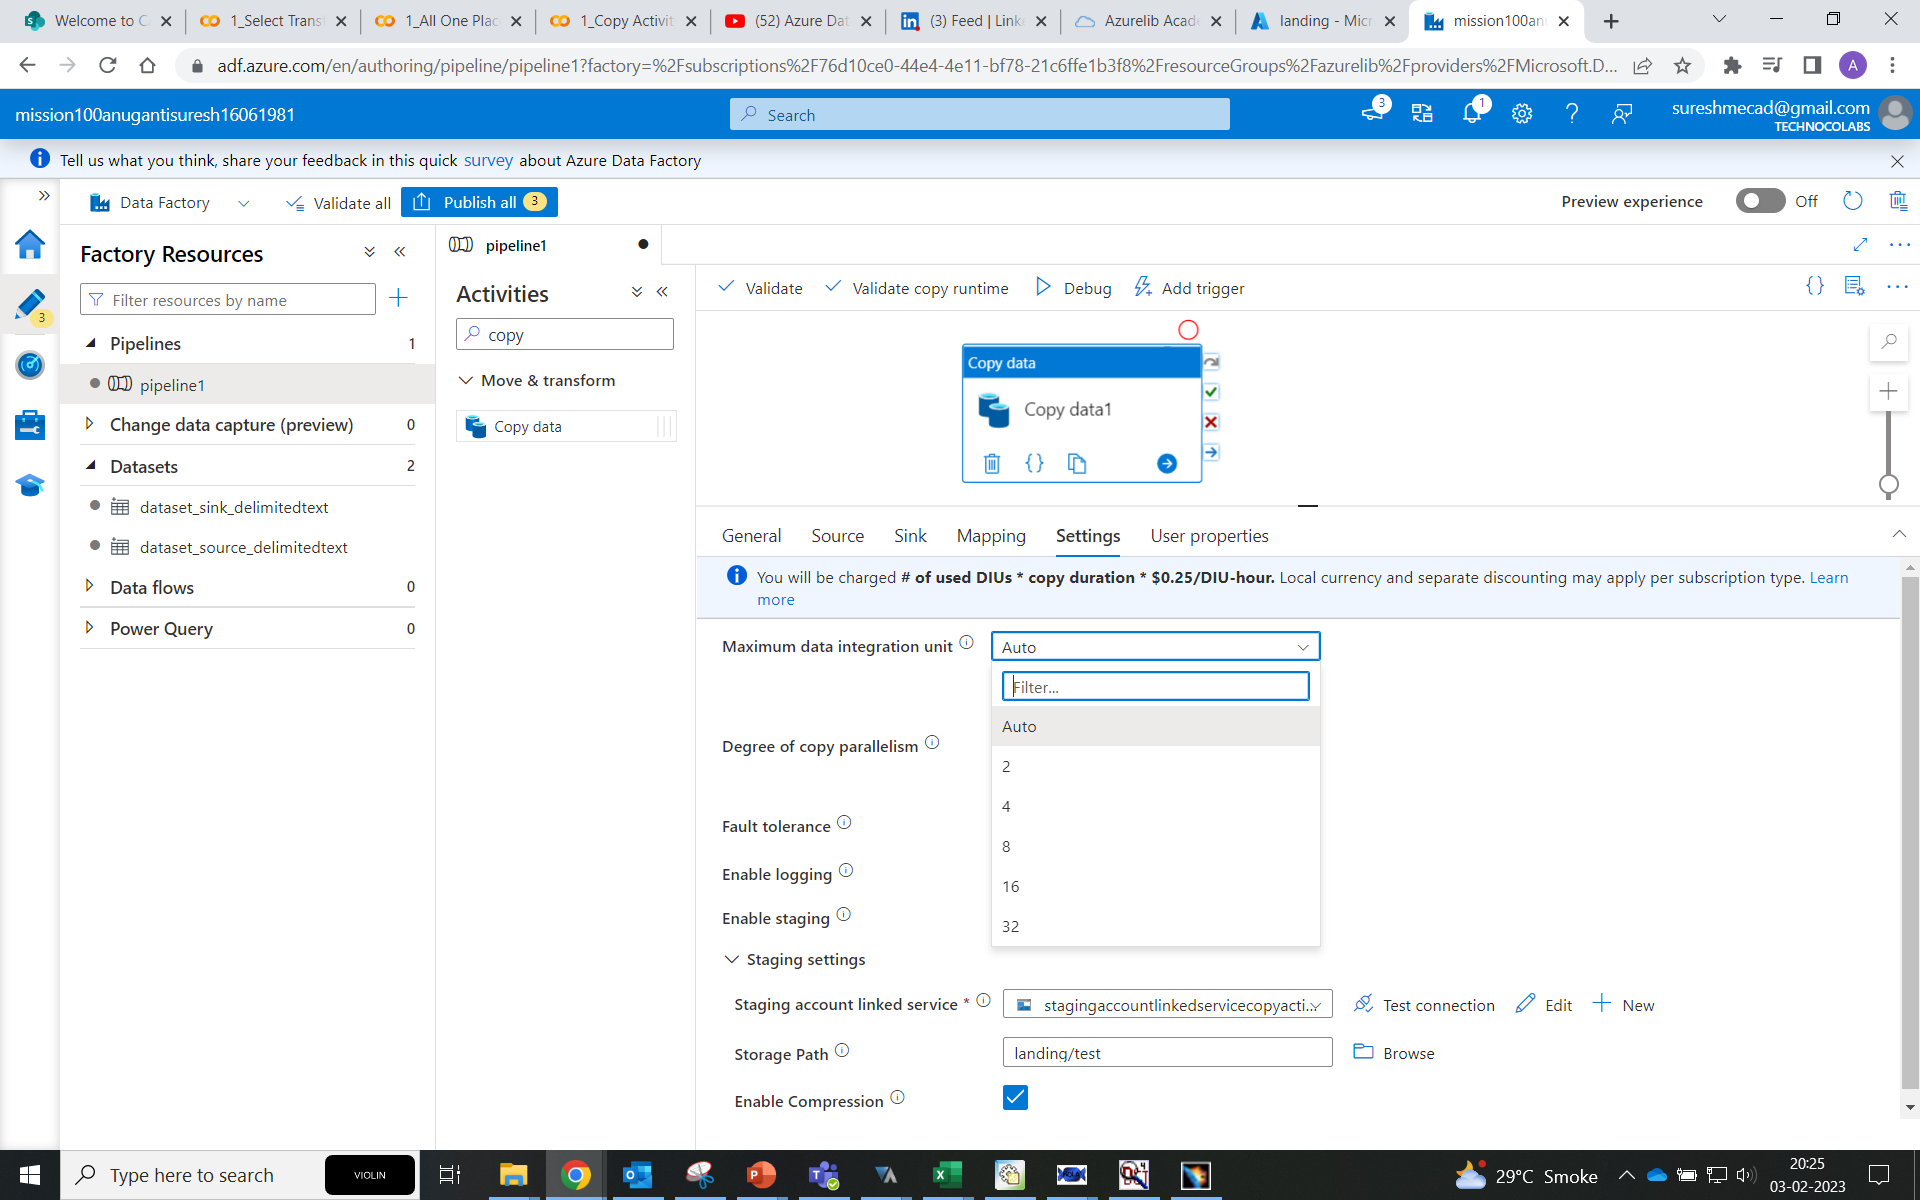 Welcome to C
1_Select Trans
1_All One Plac
1_Copy Activit
(52) Azure Dat
(3) Feed | Link
Azurelib Acad
landing - Micr
mission100anu
adf.azure.com/en/authoring/pipeline/pipeline1?factory=%2Fsubscriptions%2F76d10ce0-44e4-4e11-bf78-21c6ffe1b3f8%2FresourceGroups%2Fazurelib%2Fproviders%2FMicrosoft.D...
A
mission100anugantisuresh16061981
Search
3
1
sureshmecad@gmail.com
TECHNOCOLABS
Tell us what you think, share your feedback in this quick survey about Azure Data Factory
Data Factory
Validate all
Publish all 3
Preview experience
Off
Factory Resources
Filter resources by name
3
Pipelines 1
pipeline1
Change data capture (preview) 0
Datasets 2
dataset_sink_delimitedtext
dataset_source_delimitedtext
Data flows 0
Power Query 0
pipeline1
Activities
copy
Move & transform
Copy data
Validate
Validate copy runtime
Debug
Add trigger
Copy data
Copy data1
General
Source
Sink
Mapping
Settings
User properties
You will be charged # of used DIUs * copy duration * $0.25/DIU-hour. Local currency and separate discounting may apply per subscription type. Learn
more
Maximum data integration unit
Auto
Filter...
Auto
2
4
8
16
32
Degree of copy parallelism
Fault tolerance
Enable logging
Enable staging
Staging settings
Staging account linked service *
stagingaccountlinkedservicecopyacti...
Test connection
Edit
New
Storage Path
landing/test
Browse
Enable Compression
Type here to search
VIOLIN
29°C Smoke
20:25
03-02-2023